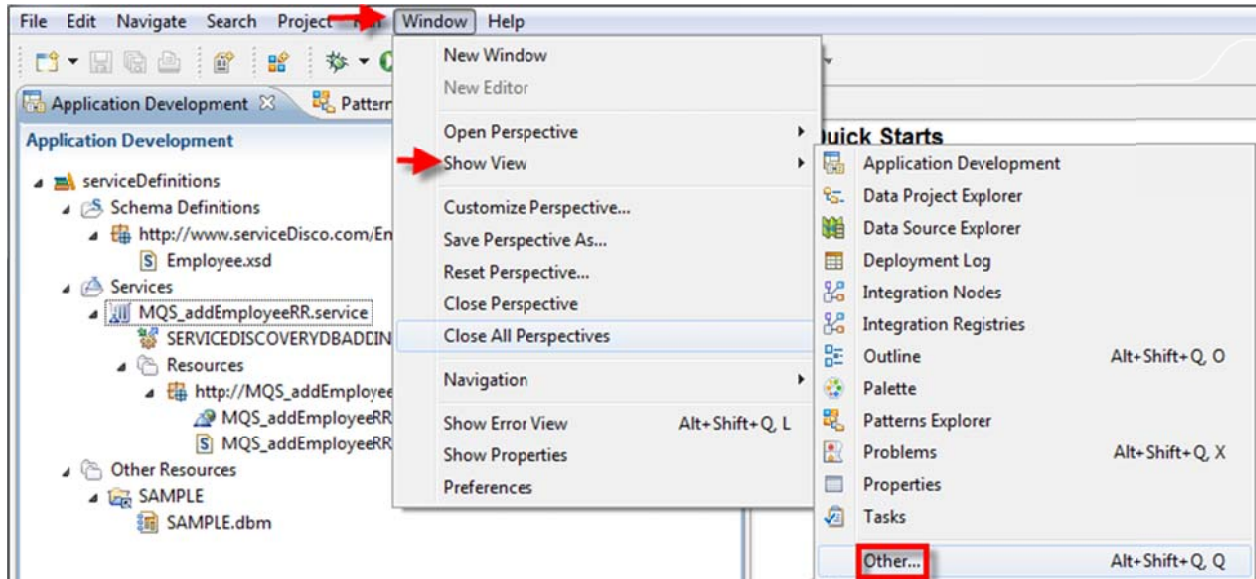 File Edit Navigate Search Project Run Window Help
Application Development
Application Development
serviceDefinitions
Schema Definitions
http://www.serviceDisco.com/En
Employee.xsd
Services
MQS_addEmployeeRR.service
SERVICEDISCOVERYDBADDIN
Resources
http://MQS_addEmployee
MQS_addEmployeeRR
MQS_addEmployeeRR
Other Resources
SAMPLE
SAMPLE.dbm
New Window
New Editor
Open Perspective
Show View
Customize Perspective...
Save Perspective As...
Reset Perspective...
Close Perspective
Close All Perspectives
Navigation
Show Error View Alt+Shift+Q, L
Show Properties
Preferences
Quick Starts
Application Development
Data Project Explorer
Data Source Explorer
Deployment Log
Integration Nodes
Integration Registries
Outline Alt+Shift+Q, O
Palette
Patterns Explorer
Problems Alt+Shift+Q, X
Properties
Tasks
Other... Alt+Shift+Q, Q